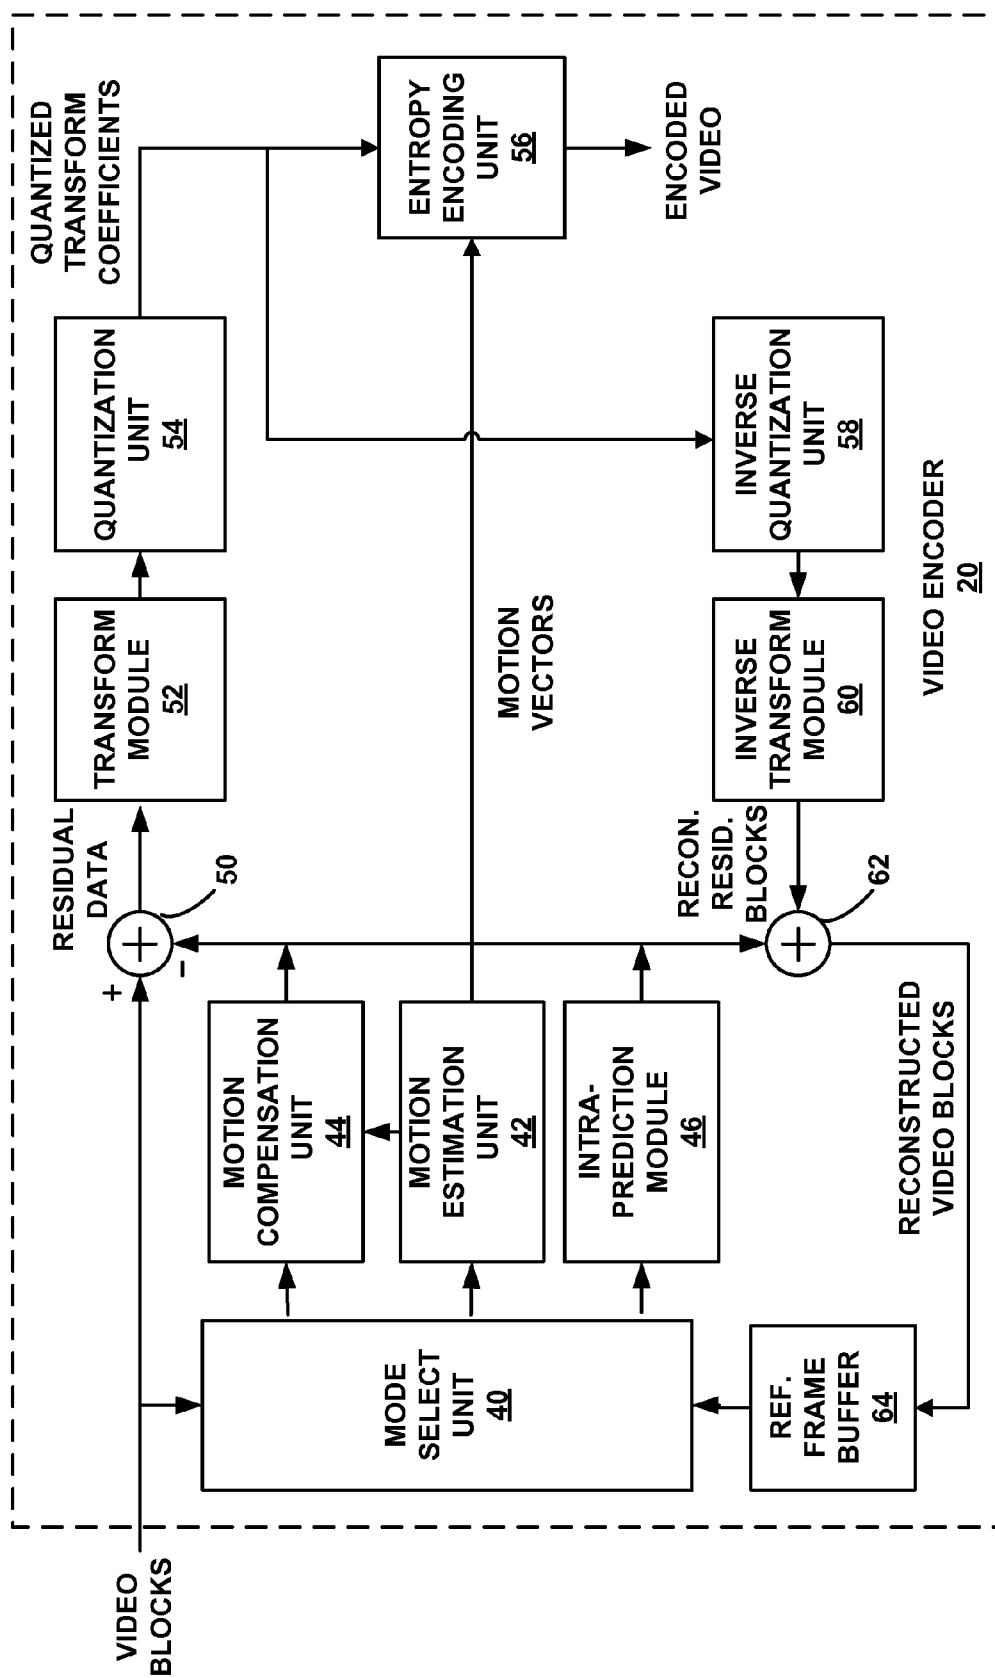 VIDEO
BLOCKS
MODE
SELECT
UNIT
40
REF.
FRAME
BUFFER
64
MOTION
COMPENSATION
UNIT
44
MOTION
ESTIMATION
UNIT
42
INTRA-
PREDICTION
MODULE
46
+
-
50
RESIDUAL
DATA
TRANSFORM
MODULE
52
QUANTIZATION
UNIT
54
QUANTIZED
TRANSFORM
COEFFICIENTS
ENTROPY
ENCODING
UNIT
56
ENCODED
VIDEO
MOTION
VECTORS
INVERSE
QUANTIZATION
UNIT
58
INVERSE
TRANSFORM
MODULE
60
RECON.
RESID.
BLOCKS
62
RECONSTRUCTED
VIDEO BLOCKS
VIDEO ENCODER
20